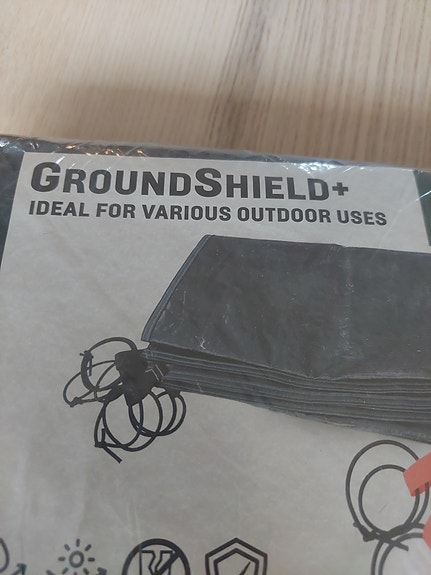 GROUNDSHIELD+
IDEAL FOR VARIOUS OUTDOOR USES